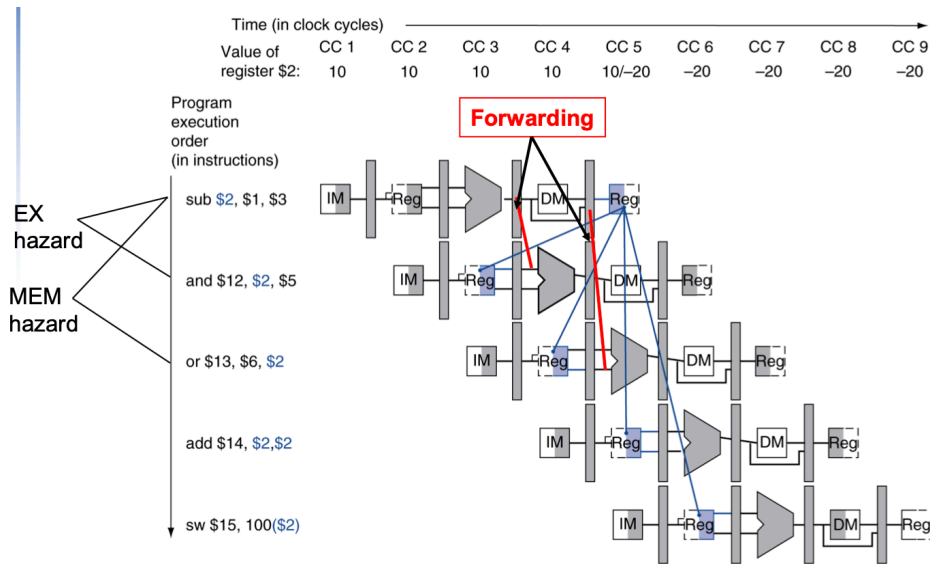 Time (in clock cycles)
CC 1 CC 2 CC 3 CC 4 CC 5 CC 6 CC 7 CC 8 CC 9
Value of
register $2: 10 10 10 10 10/–20 –20 –20 –20 –20
Program
execution
order
(in instructions)
Forwarding
sub $2, $1, $3
IM Reg DM Reg
EX
hazard
and $12, $2, $5
IM Reg DM Reg
MEM
hazard
or $13, $6, $2
IM Reg DM Reg
add $14, $2,$2
IM Reg DM Reg
sw $15, 100($2)
IM Reg DM Reg